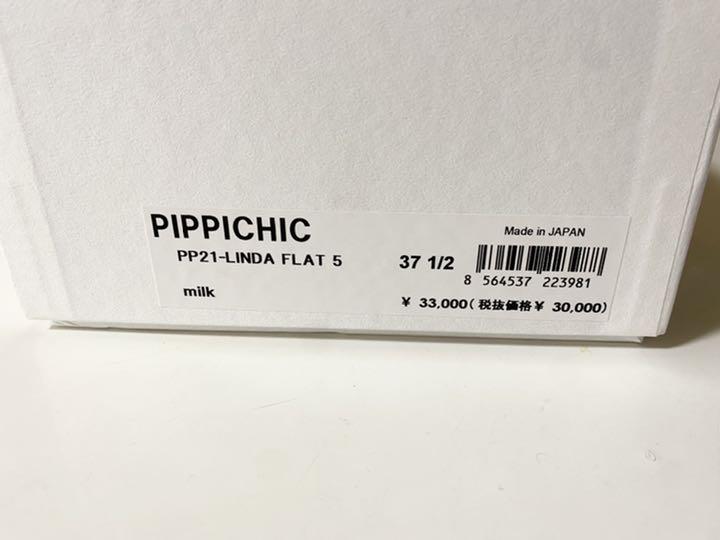 PIPPICHIC
Made in JAPAN
PP21-LINDA FLAT 5
37 1/2
8 564537 223981
milk
¥ 33,000(税抜価格¥ 30,000)